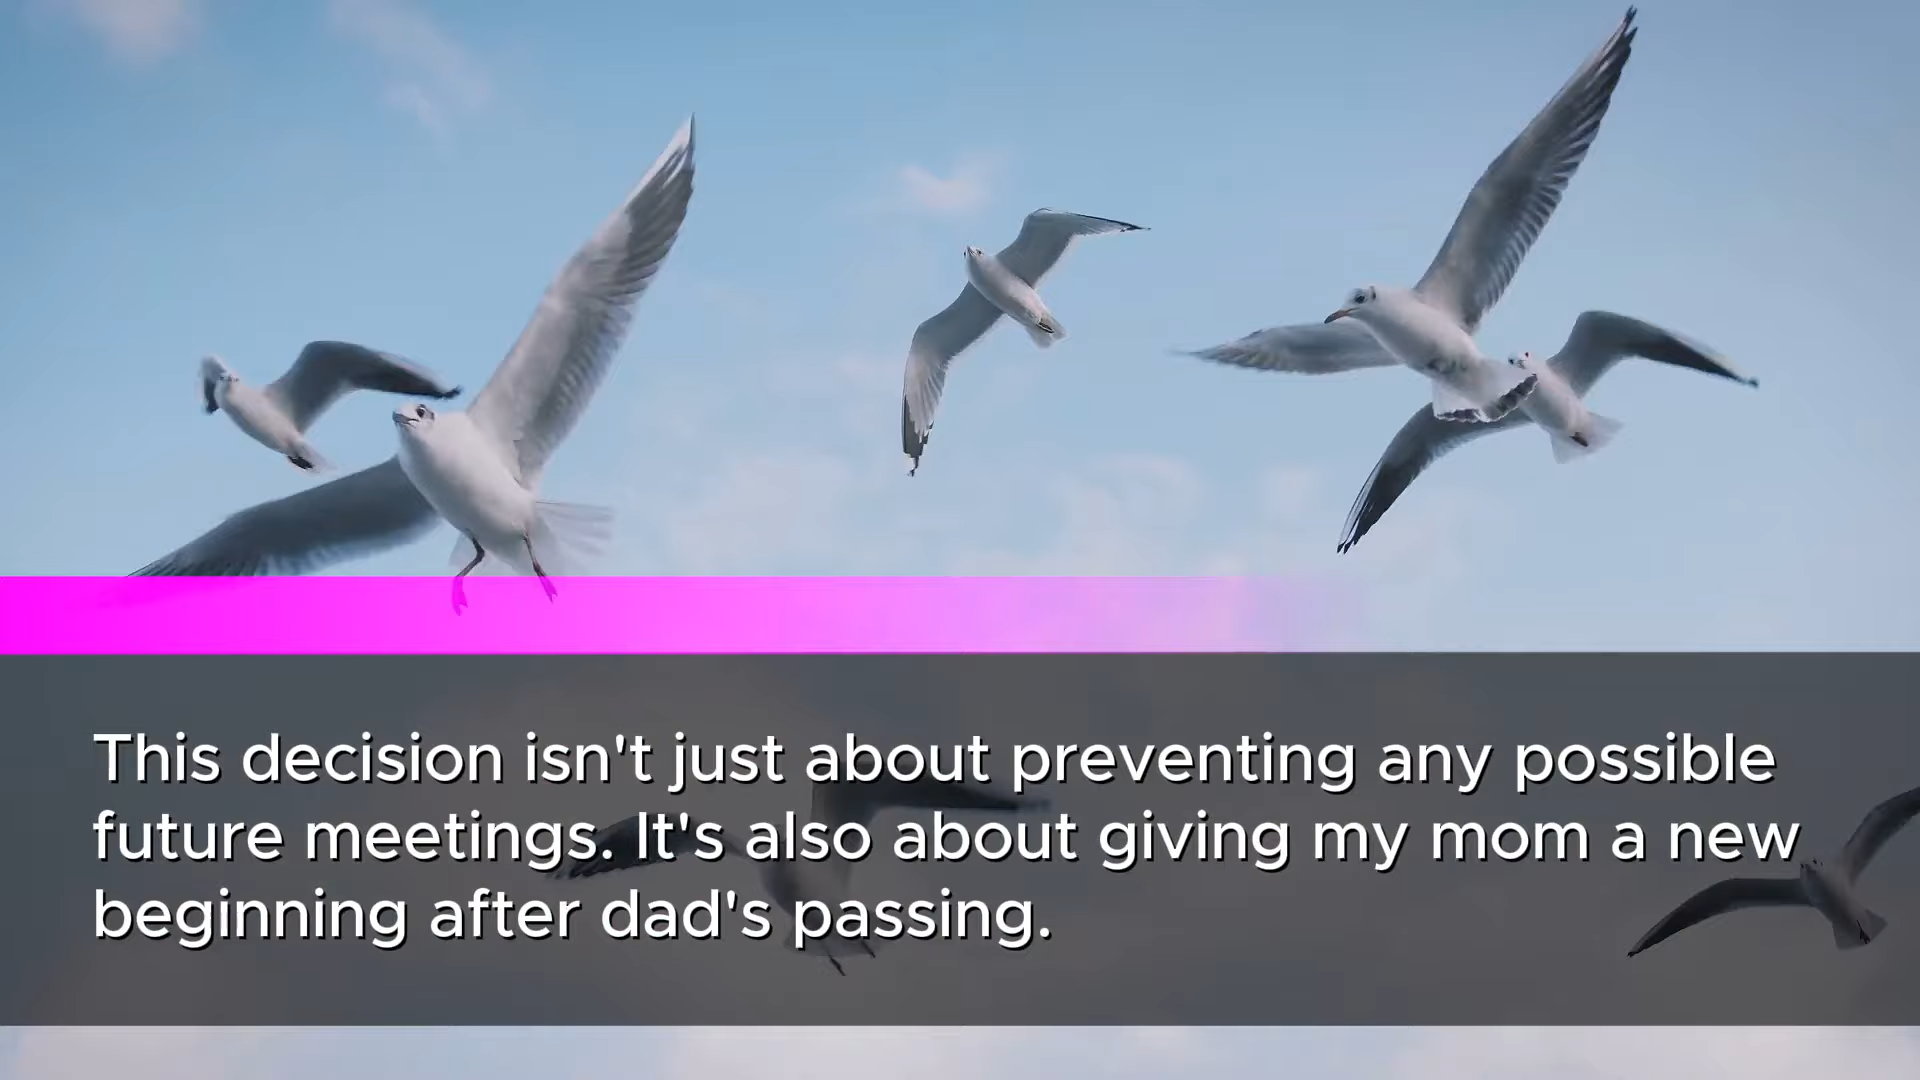 This decision isn't just about preventing any possible
future meetings. It's also about giving my mom a new
beginning after dad's passing.